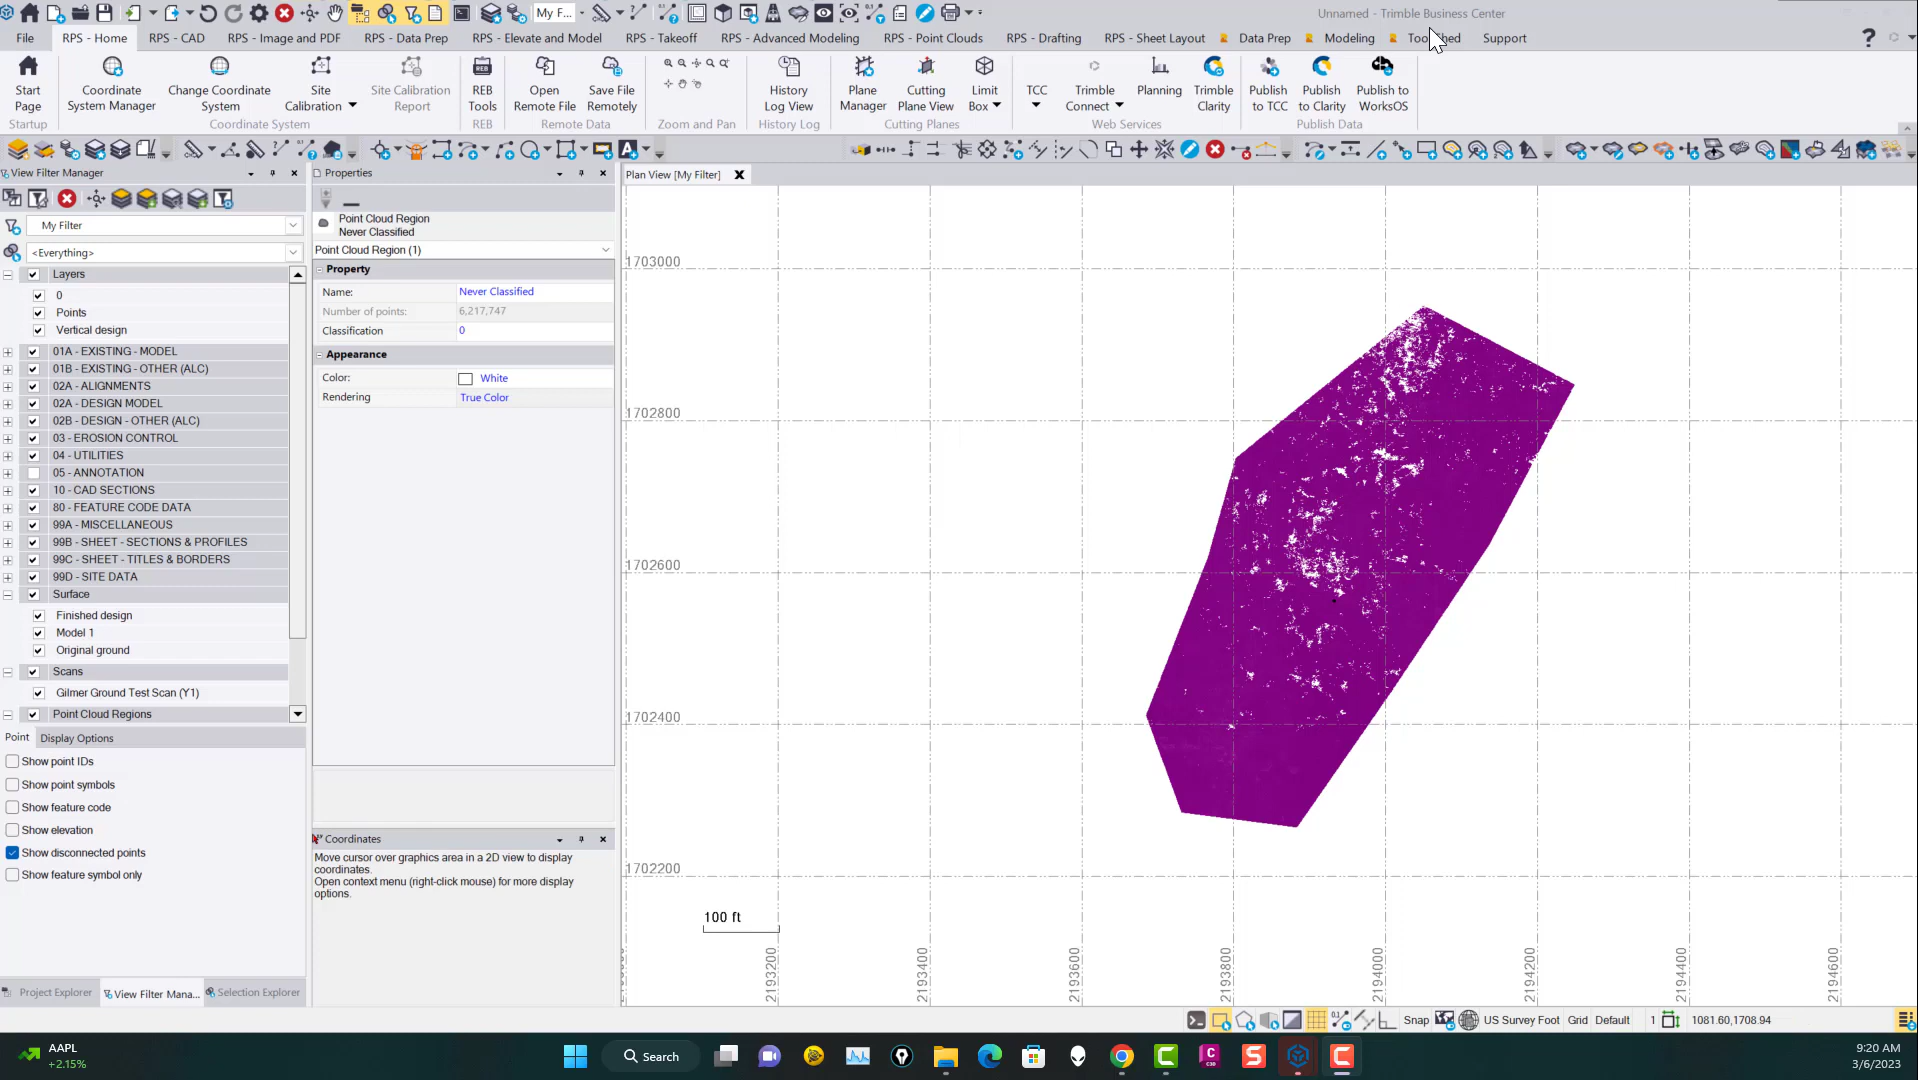 My F...
Unnamed - Trimble Business Center
File
RPS - Home
RPS - CAD
RPS - Image and PDF
RPS - Data Prep
RPS - Elevate and Model
RPS - Takeoff
RPS - Advanced Modeling
RPS - Point Clouds
RPS - Drafting
RPS - Sheet Layout
Data Prep
Modeling
Support
Start Page
Coordinate System Manager
Change Coordinate System
Site Calibration
Site Calibration Report
REB Tools
Open Remote File
Save File Remotely
History Log View
Plane Manager
Cutting Plane View
Limit Box
TCC
Trimble Connect
Planning
Trimble Clarity
Publish to TCC
Publish to Clarity
Publish to WorksOS
Startup
Coordinate System
REB
Remote Data
Zoom and Pan
History Log
Cutting Planes
Web Services
Publish Data
View Filter Manager
My Filter
<Everything>
Layers
0
Points
Vertical design
01A - EXISTING - MODEL
01B - EXISTING - OTHER (ALC)
02A - ALIGNMENTS
02A - DESIGN MODEL
02B - DESIGN - OTHER (ALC)
03 - EROSION CONTROL
04 - UTILITIES
05 - ANNOTATION
10 - CAD SECTIONS
80 - FEATURE CODE DATA
99A - MISCELLANEOUS
99B - SHEET - SECTIONS & PROFILES
99C - SHEET - TITLES & BORDERS
99D - SITE DATA
Surface
Finished design
Model 1
Original ground
Scans
Gilmer Ground Test Scan (Y1)
Point Cloud Regions
Point
Display Options
Show point IDs
Show point symbols
Show feature code
Show elevation
Show disconnected points
Show feature symbol only
Project Explorer
View Filter Mana...
Selection Explorer
Properties
Point Cloud Region
Never Classified
Point Cloud Region (1)
Property
Name: Never Classified
Number of points: 6,217,747
Classification 0
Appearance
Color: White
Rendering True Color
Coordinates
Move cursor over graphics area in a 2D view to display
coordinates.
Open context menu (right-click mouse) for more display
options.
Plan View [My Filter]
1703000
1702800
1702600
1702400
1702200
100 ft
2193200
2193400
2193600
2193800
2194000
2194200
2194400
2194600
Snap
US Survey Foot
Grid
Default
1
1081.60,1708.94
AAPL
+2.15%
Search
9:20 AM
3/6/2023